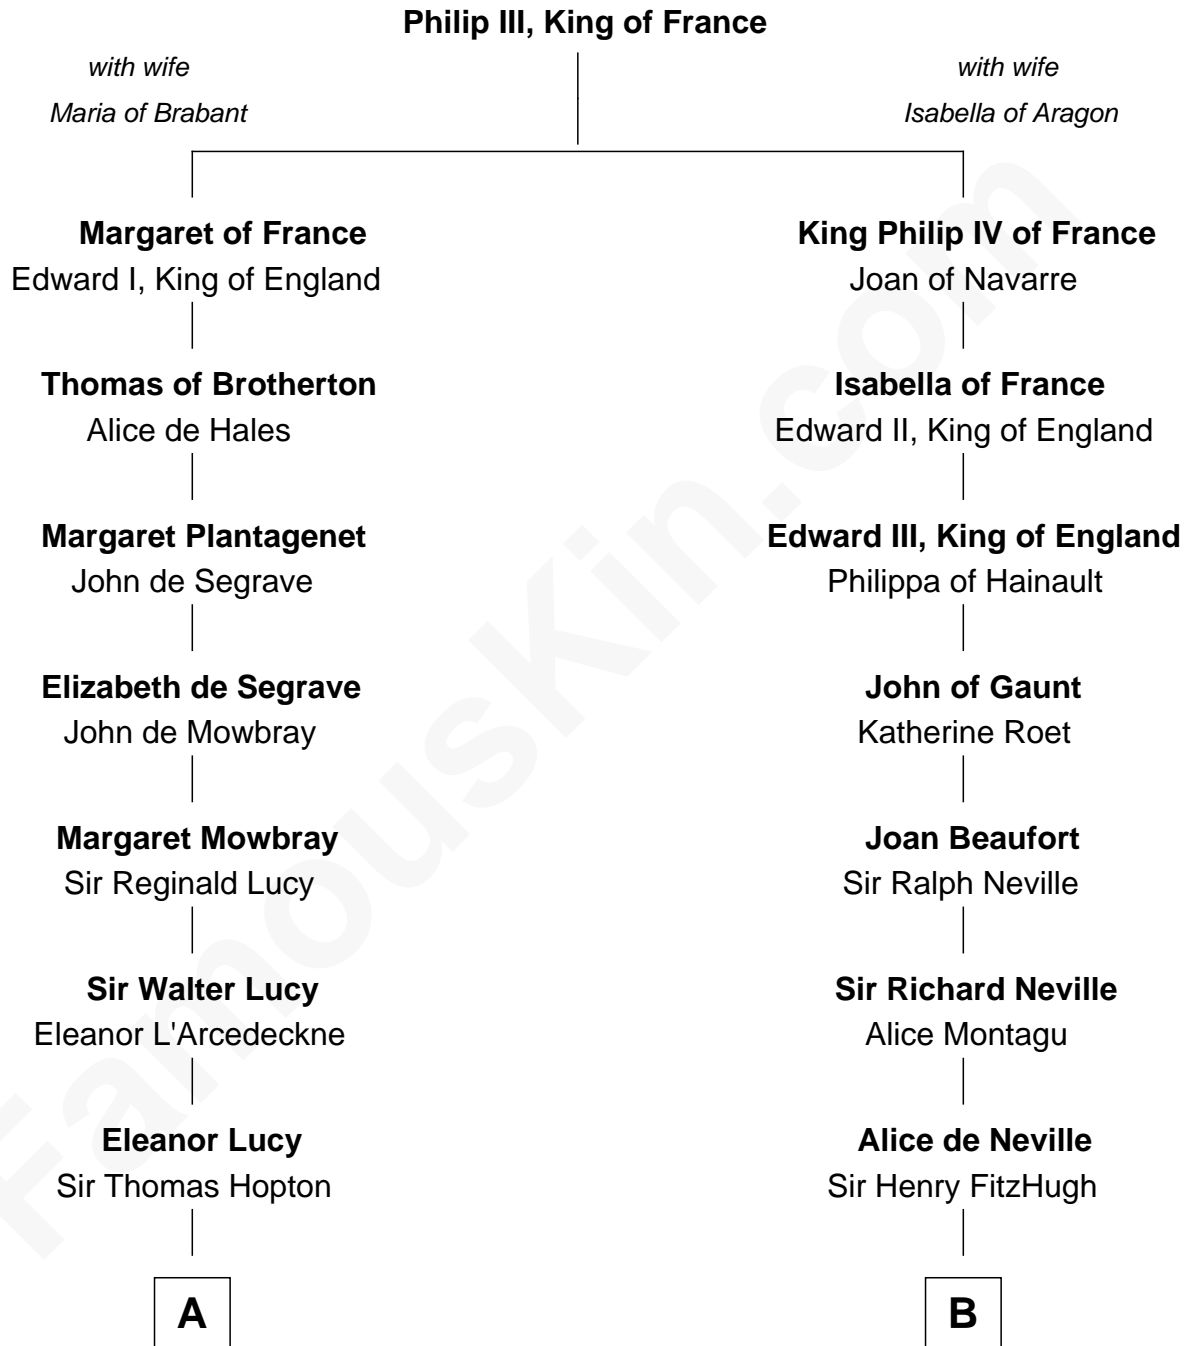 Philip III, King of France
with wife
Maria of Brabant
with wife
Isabella of Aragon
Margaret of France
Edward I, King of England
King Philip IV of France
Joan of Navarre
Thomas of Brotherton
Alice de Hales
Isabella of France
Edward II, King of England
Margaret Plantagenet
John de Segrave
Edward III, King of England
Philippa of Hainault
Elizabeth de Segrave
John de Mowbray
John of Gaunt
Katherine Roet
Margaret Mowbray
Sir Reginald Lucy
Joan Beaufort
Sir Ralph Neville
Sir Walter Lucy
Eleanor L'Arcedeckne
Sir Richard Neville
Alice Montagu
Eleanor Lucy
Sir Thomas Hopton
Alice de Neville
Sir Henry FitzHugh
A
B
FamousKin.com